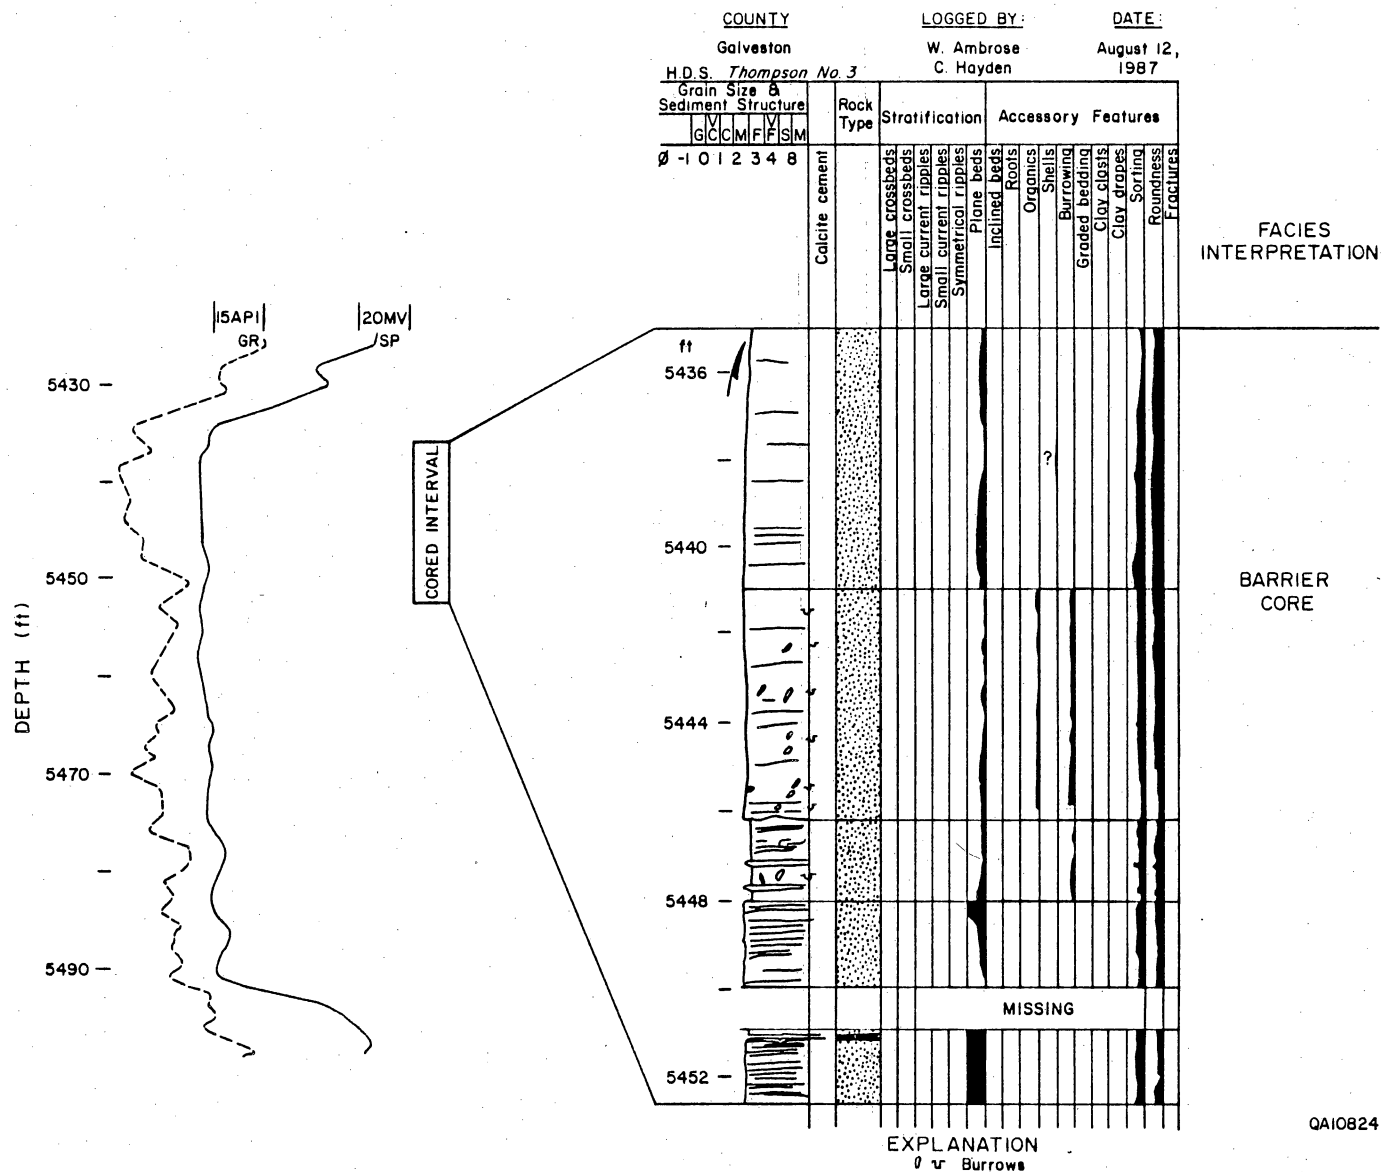 COUNTY LOGGED BY: DATE:
Galveston W. Ambrose August 12,
C. Hayden 1987
H.D.S. Thompson No. 3
Grain Size &
Sediment Structure
Rock
Type
Stratification
Accessory Features
V V
G C C M F F S M
Ø -1 0 1 2 3 4 8
Calcite cement
Large crossbeds
Small crossbeds
Large current ripples
Small current ripples
Symmetrical ripples
Plane beds
Inclined beds
Roots
Organics
Shells
Burrowing
Graded bedding
Clay clasts
Clay drapes
Sorting
Roundness
Fractures
FACIES
INTERPRETATION
15API 20MV
GR SP
DEPTH (ft)
5430
5450
5470
5490
CORED INTERVAL
ft
5436
?
5440
5444
5448
MISSING
5452
BARRIER
CORE
QA10824
EXPLANATION
Burrows